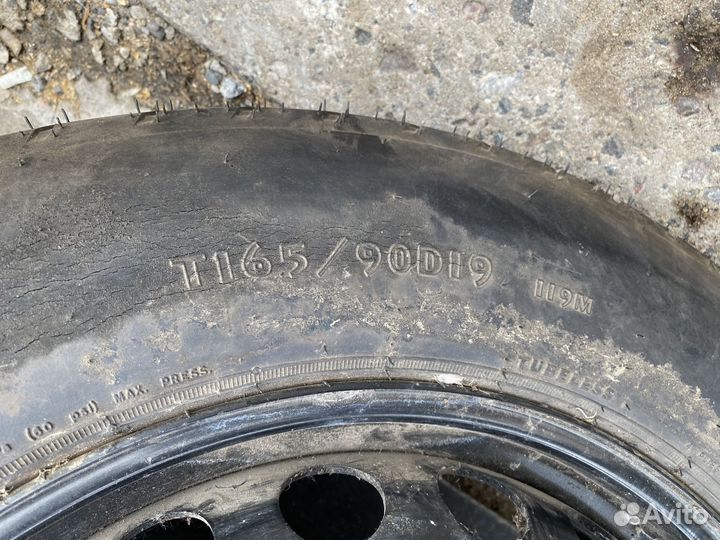 T165/90D19 119M
TUBELESS
(60 PSI) MAX. PRESS.
Avito